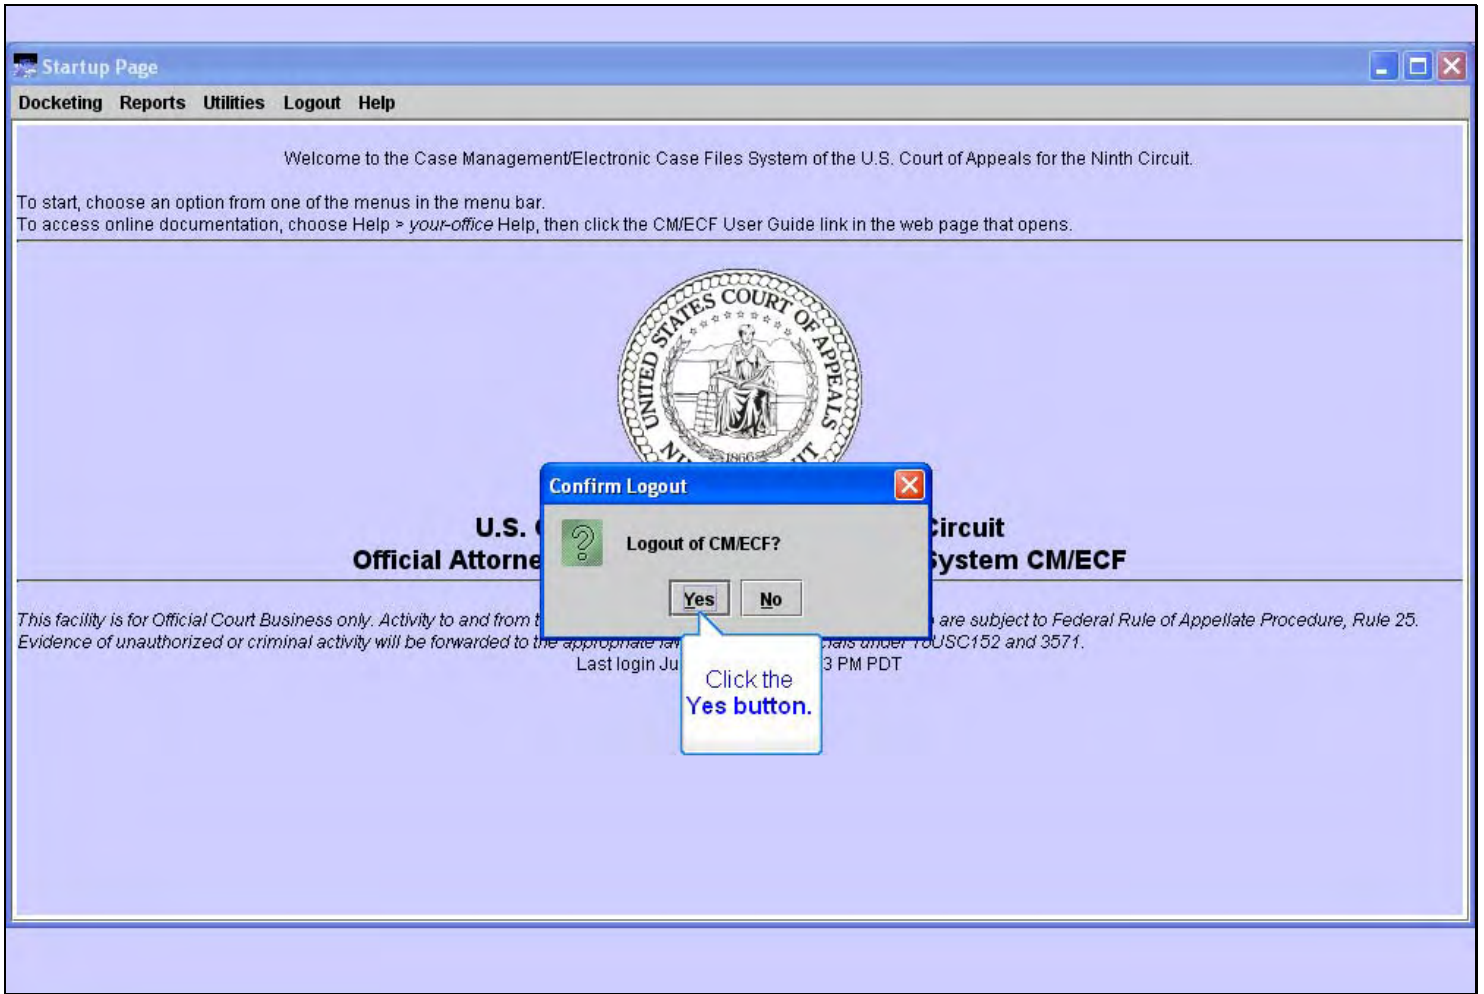 Startup Page
Docketing Reports Utilities Logout Help
Welcome to the Case Management/Electronic Case Files System of the U.S. Court of Appeals for the Ninth Circuit.
To start, choose an option from one of the menus in the menu bar.
To access online documentation, choose Help > your-office Help, then click the CM/ECF User Guide link in the web page that opens.
UNITED STATES COURT OF APPEALS
1866
Confirm Logout
U.S. Circuit
Logout of CM/ECF?
Official Attorne System CM/ECF
Yes No
This facility is for Official Court Business only. Activity to and from are subject to Federal Rule of Appellate Procedure, Rule 25.
Evidence of unauthorized or criminal activity will be forwarded to the appropriate under 18USC152 and 3571.
Last login Ju 3 PM PDT
Click the
Yes button.